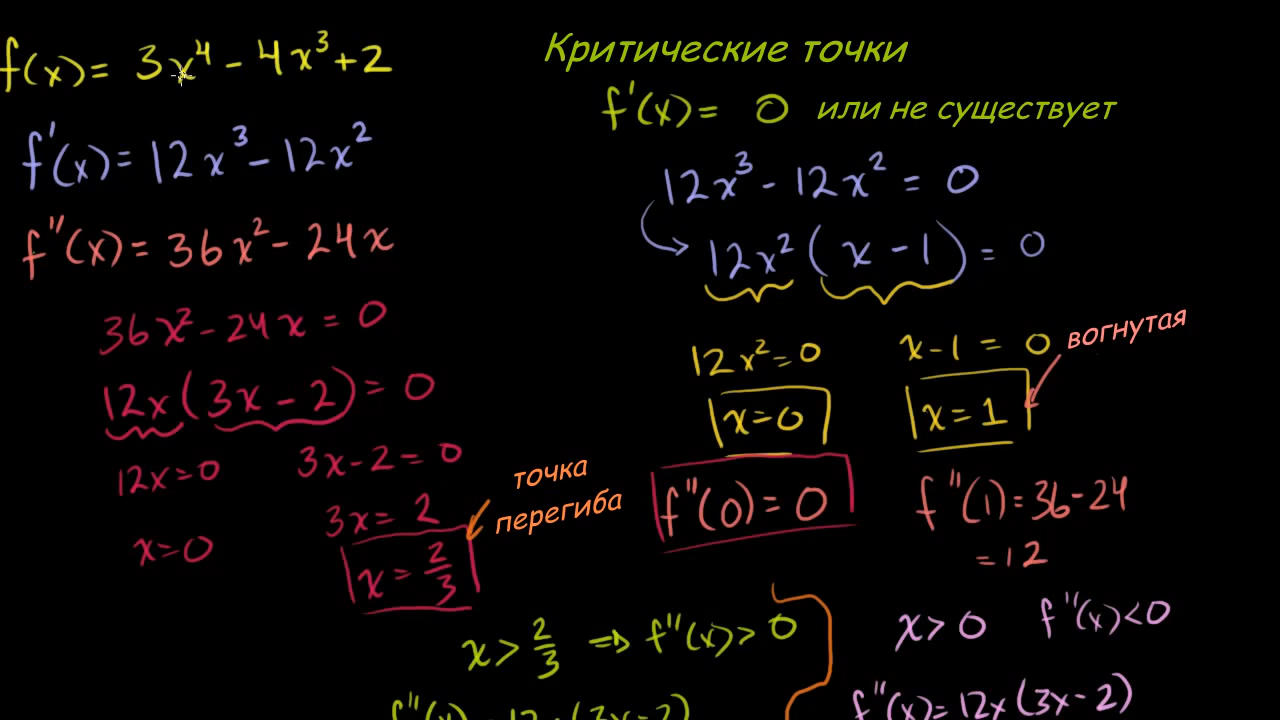 f(x) = 3x⁴ - 4x³ + 2
f'(x) = 12x³ - 12x²
f''(x) = 36x² - 24x
36x² - 24x = 0
12x(3x - 2) = 0
12x = 0
x = 0
3x - 2 = 0
3x = 2
x = 2/3
точка
перегиба
x > 2/3 ⇒ f''(x) > 0
Критические точки
f'(x) = 0 или не существует
12x³ - 12x² = 0
12x²(x - 1) = 0
12x² = 0
x = 0
f''(0) = 0
x - 1 = 0
вогнутая
x = 1
f''(1) = 36 - 24
= 12
x > 0 f''(x) < 0
f''(x) = 12x(3x - 2)